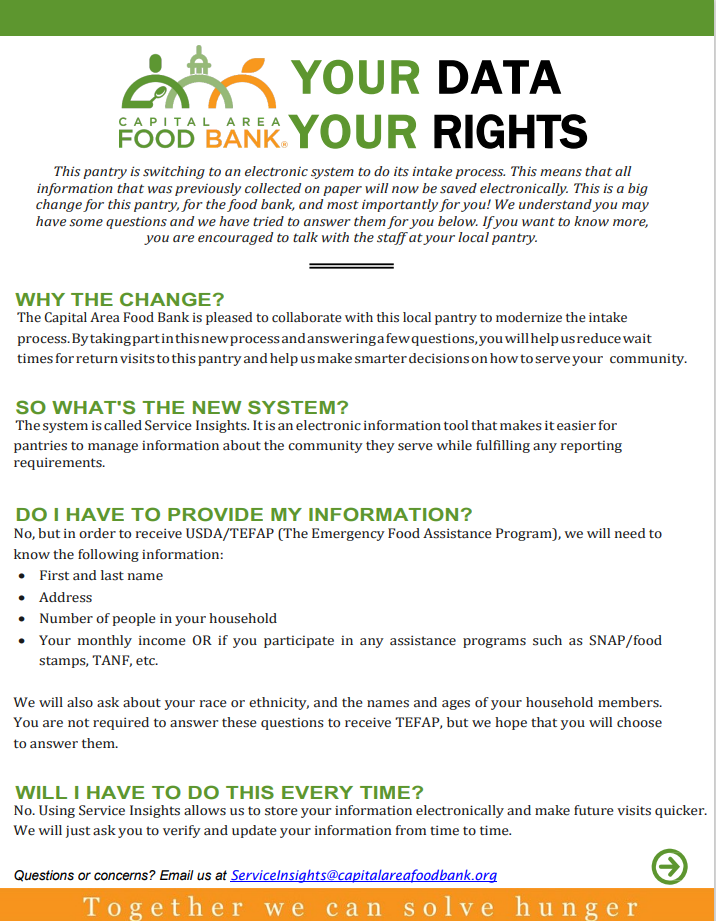 YOUR DATA
CAPITAL AREA
FOOD BANK®
YOUR RIGHTS
This pantry is switching to an electronic system to do its intake process. This means that all
information that was previously collected on paper will now be saved electronically. This is a big
change for this pantry, for the food bank, and most importantly for you! We understand you may
have some questions and we have tried to answer them for you below. If you want to know more,
you are encouraged to talk with the staff at your local pantry.
WHY THE CHANGE?
The Capital Area Food Bank is pleased to collaborate with this local pantry to modernize the intake
process. By taking part in this new process and answering a few questions, you will help us reduce wait
times for return visits to this pantry and help us make smarter decisions on how to serve your community.
SO WHAT'S THE NEW SYSTEM?
The system is called Service Insights. It is an electronic information tool that makes it easier for
pantries to manage information about the community they serve while fulfilling any reporting
requirements.
DO I HAVE TO PROVIDE MY INFORMATION?
No, but in order to receive USDA/TEFAP (The Emergency Food Assistance Program), we will need to
know the following information:
• First and last name
• Address
• Number of people in your household
• Your monthly income OR if you participate in any assistance programs such as SNAP/food
stamps, TANF, etc.
We will also ask about your race or ethnicity, and the names and ages of your household members.
You are not required to answer these questions to receive TEFAP, but we hope that you will choose
to answer them.
WILL I HAVE TO DO THIS EVERY TIME?
No. Using Service Insights allows us to store your information electronically and make future visits quicker.
We will just ask you to verify and update your information from time to time.
Questions or concerns? Email us at ServiceInsights@capitalareafoodbank.org
Together we can solve hunger